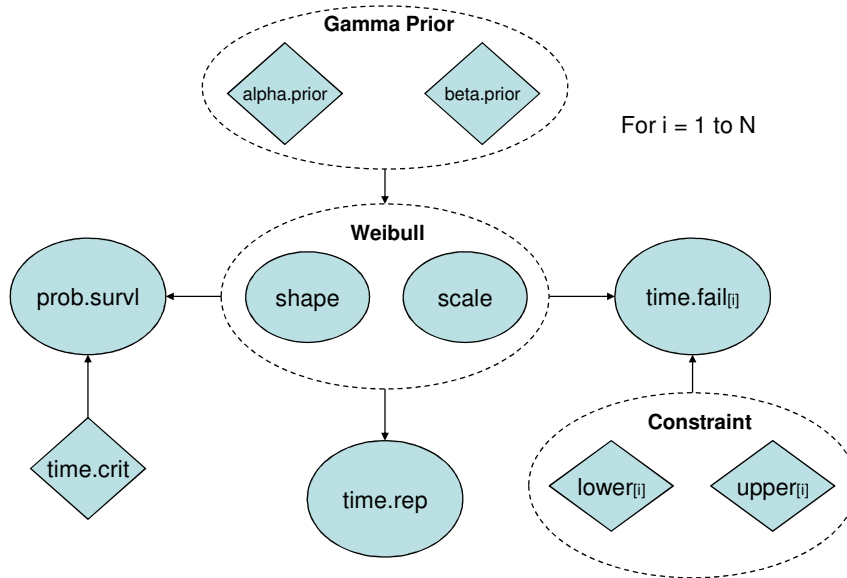 Gamma Prior
alpha.prior
beta.prior
For i = 1 to N
Weibull
prob.survl
shape
scale
time.fail[i]
time.crit
time.rep
Constraint
lower[i]
upper[i]